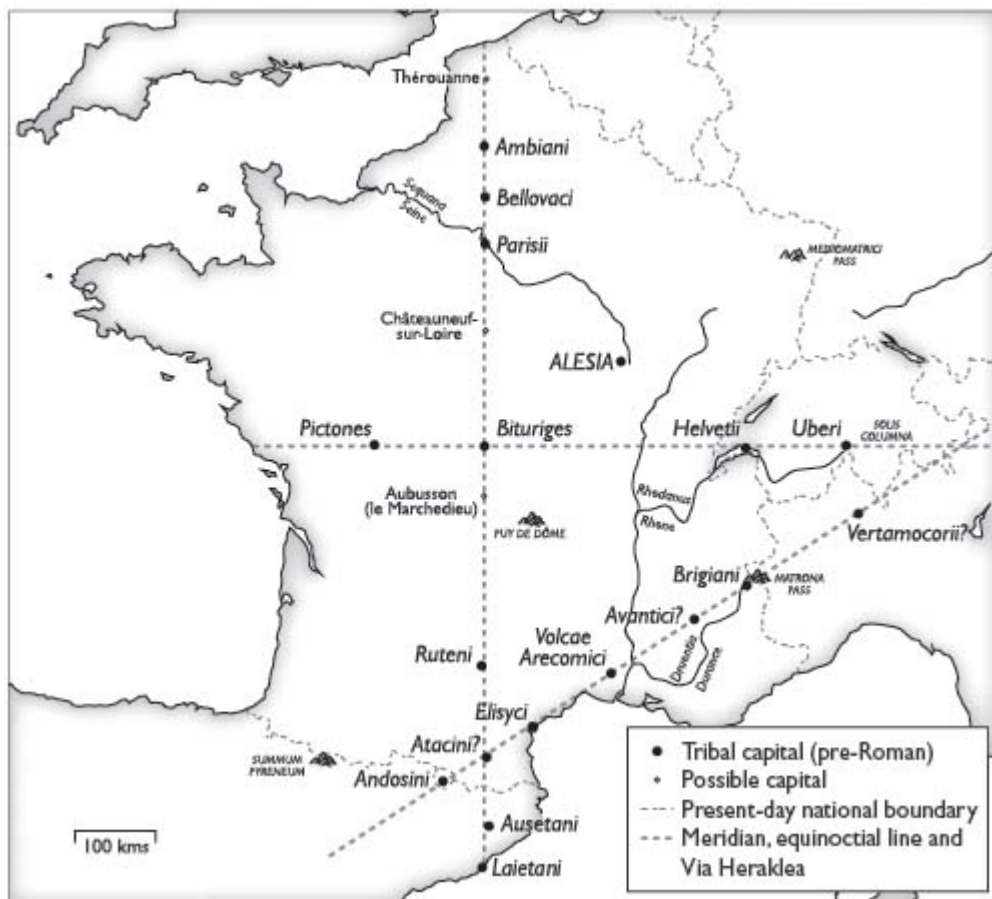 Thérouanne
Ambiani
Bellovaci
Sequana
Seine
Parisii
MEDIOMATRICI
PASS
Châteauneuf-
sur-Loire
ALESIA
Pictones
Bituriges
Helvetii
Uberi
SOLIS
COLUMNA
Aubusson
(le Marchedieu)
PUY DE DÔME
Rhodanus
Rhone
Vertamocorii?
Brigiani
MATRONA
PASS
Avantici?
Volcae
Arecomici
Druentia
Durance
Ruteni
Elisyci
Atacini?
SUMMUM
PYRENEUM
Andosini
Ausetani
Laietani
100 kms
Tribal capital (pre-Roman)
Possible capital
Present-day national boundary
Meridian, equinoctial line and
Via Heraklea